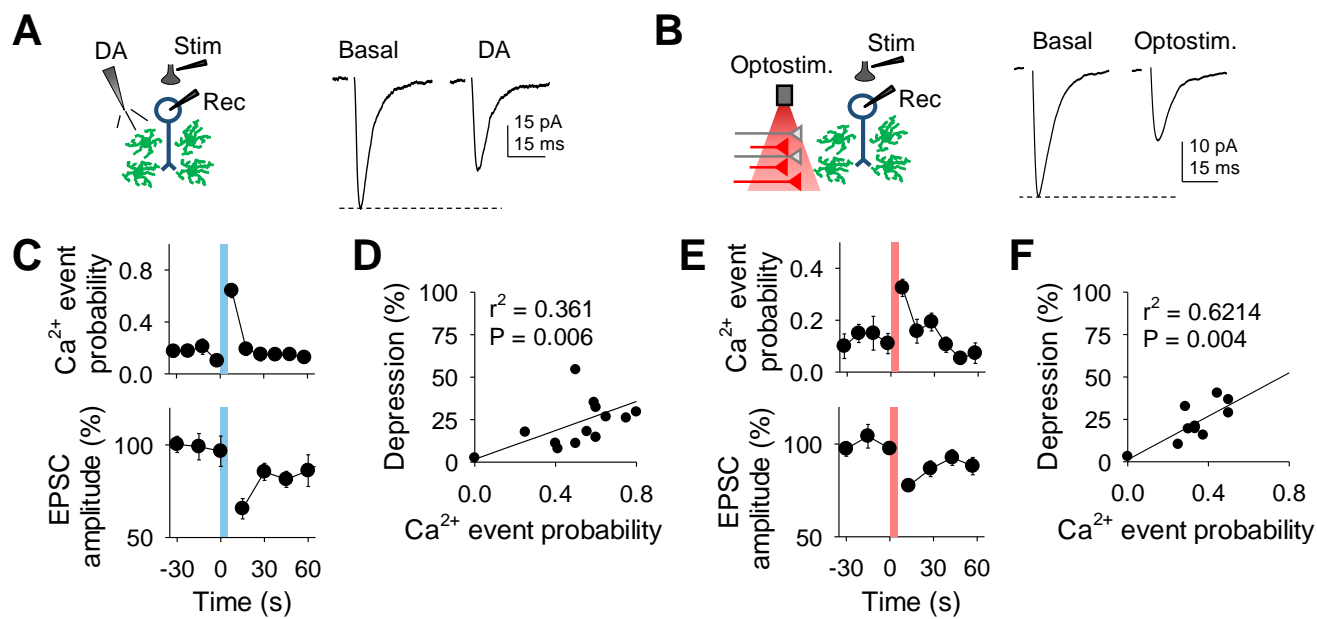 A
DA
Stim
Rec
Basal
DA
15 pA
15 ms
B
Optostim.
Stim
Rec
Basal
Optostim.
10 pA
15 ms
C
Ca²⁺ event
probability
0.8
0.4
0.0
EPSC
amplitude (%)
100
50
-30 0 30 60
Time (s)
D
Depression (%)
100
75
50
25
0
r² = 0.361
P = 0.006
0.0 0.4 0.8
Ca²⁺ event probability
E
Ca²⁺ event
probability
0.4
0.2
0.0
EPSC
amplitude (%)
100
50
-30 0 30 60
Time (s)
F
Depression (%)
100
75
50
25
0
r² = 0.6214
P = 0.004
0.0 0.4 0.8
Ca²⁺ event probability